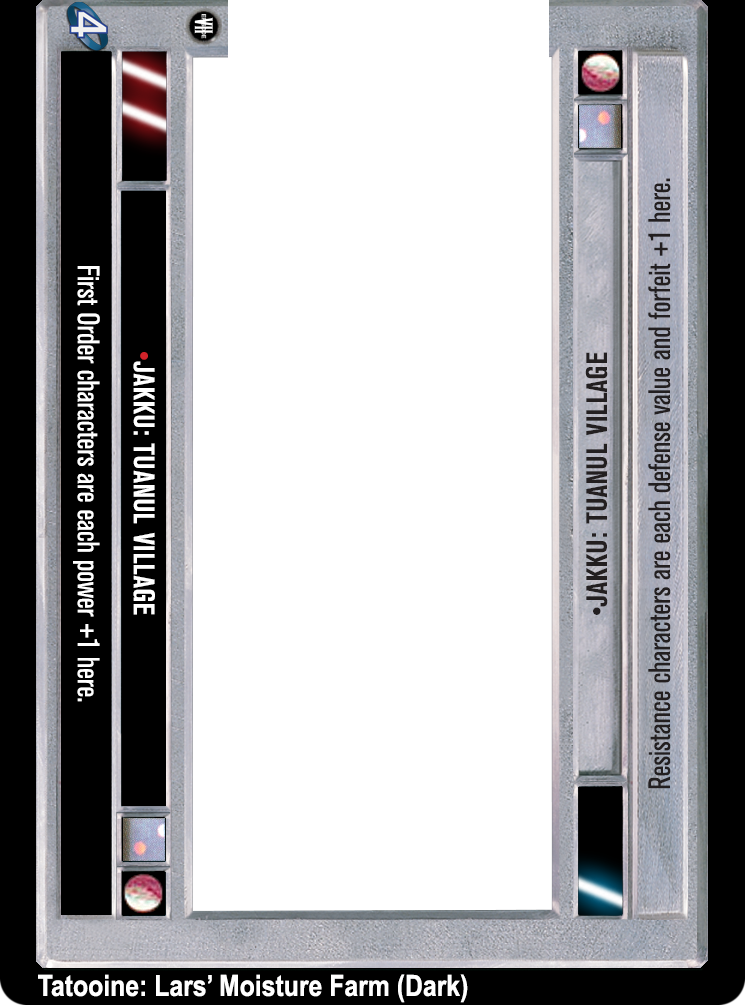 4
VII
First Order characters are each power +1 here.
•JAKKU: TUANUL VILLAGE
•JAKKU: TUANUL VILLAGE
Resistance characters are each defense value and forfeit +1 here.
Tatooine: Lars’ Moisture Farm (Dark)